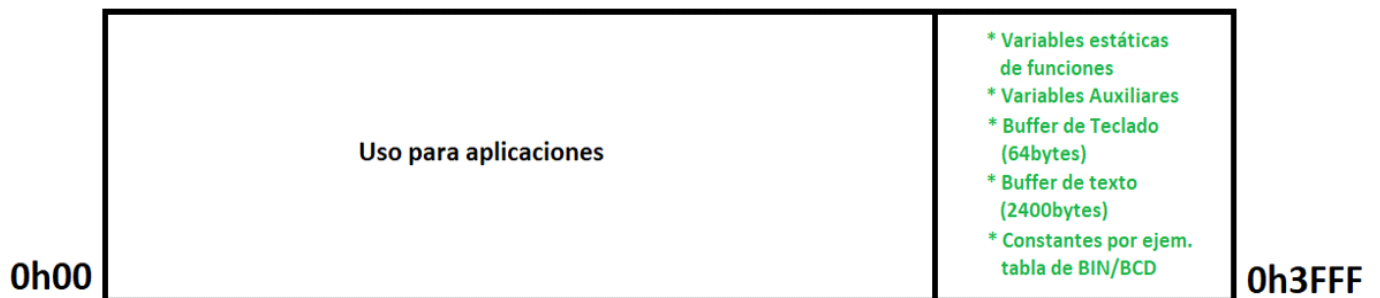 * Variables estáticas
de funciones
* Variables Auxiliares
* Buffer de Teclado
(64bytes)
* Buffer de texto
(2400bytes)
* Constantes por ejem.
tabla de BIN/BCD
Uso para aplicaciones
0h00
0h3FFF